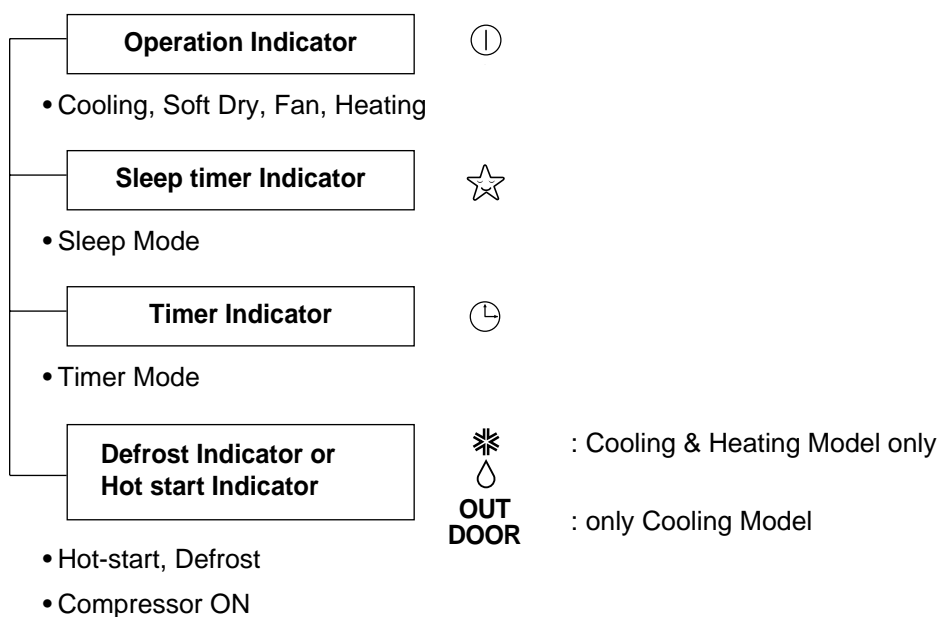 Operation Indicator
• Cooling, Soft Dry, Fan, Heating
Sleep timer Indicator
• Sleep Mode
Timer Indicator
• Timer Mode
Defrost Indicator or
Hot start Indicator
: Cooling & Heating Model only
OUT
DOOR
: only Cooling Model
• Hot-start, Defrost
• Compressor ON